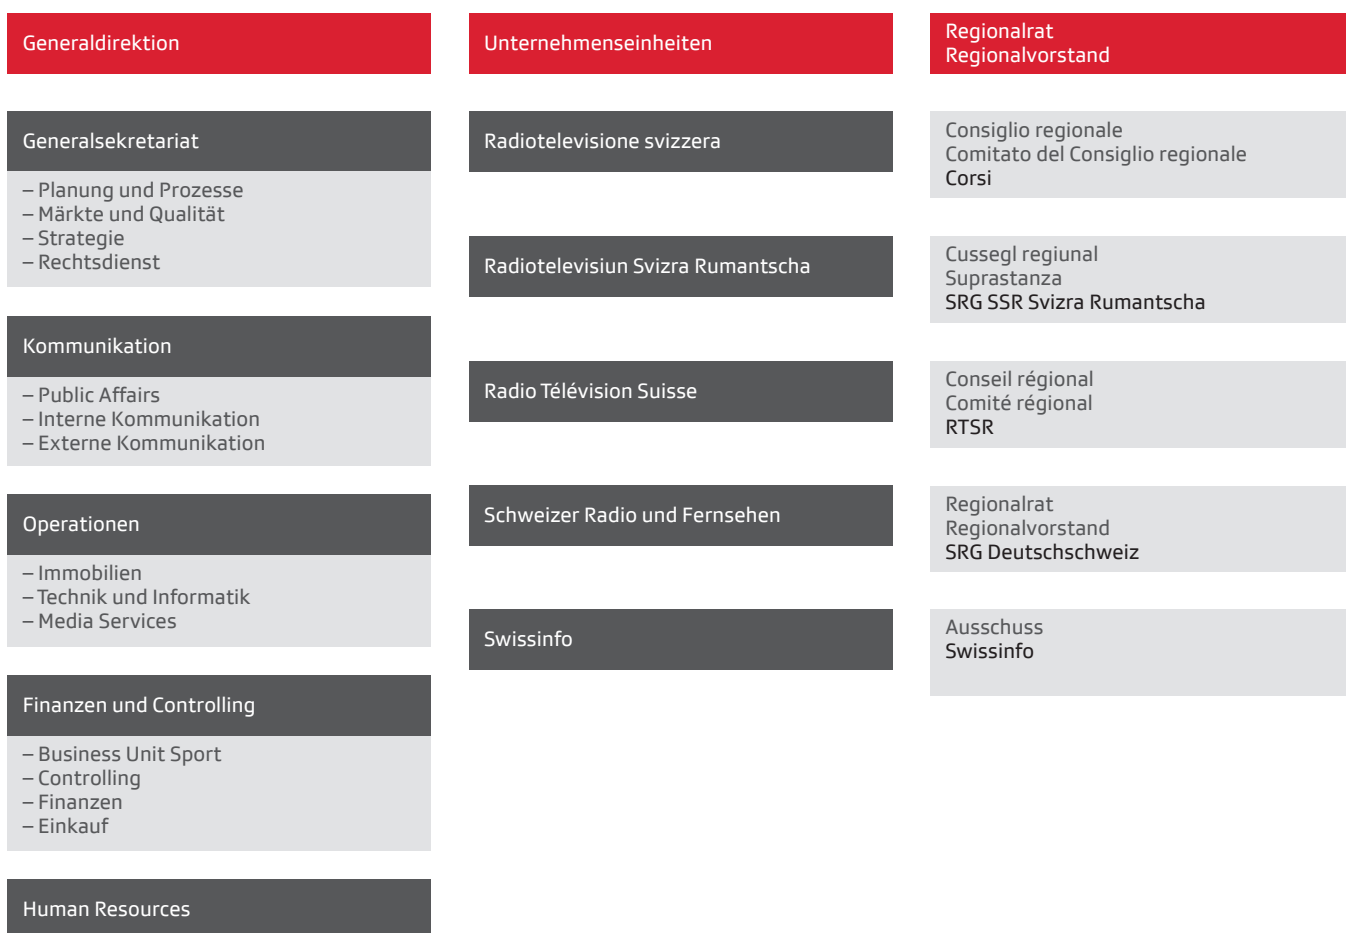 Generaldirektion
Generalsekretariat
– Planung und Prozesse
– Märkte und Qualität
– Strategie
– Rechtsdienst
Kommunikation
– Public Affairs
– Interne Kommunikation
– Externe Kommunikation
Operationen
– Immobilien
– Technik und Informatik
– Media Services
Finanzen und Controlling
– Business Unit Sport
– Controlling
– Finanzen
– Einkauf
Human Resources
Unternehmenseinheiten
Radiotelevisione svizzera
Radiotelevisiun Svizra Rumantscha
Radio Télévision Suisse
Schweizer Radio und Fernsehen
Swissinfo
Regionalrat
Regionalvorstand
Consiglio regionale
Comitato del Consiglio regionale
Corsi
Cussegl regiunal
Suprastanza
SRG SSR Svizra Rumantscha
Conseil régional
Comité régional
RTSR
Regionalrat
Regionalvorstand
SRG Deutschschweiz
Ausschuss
Swissinfo